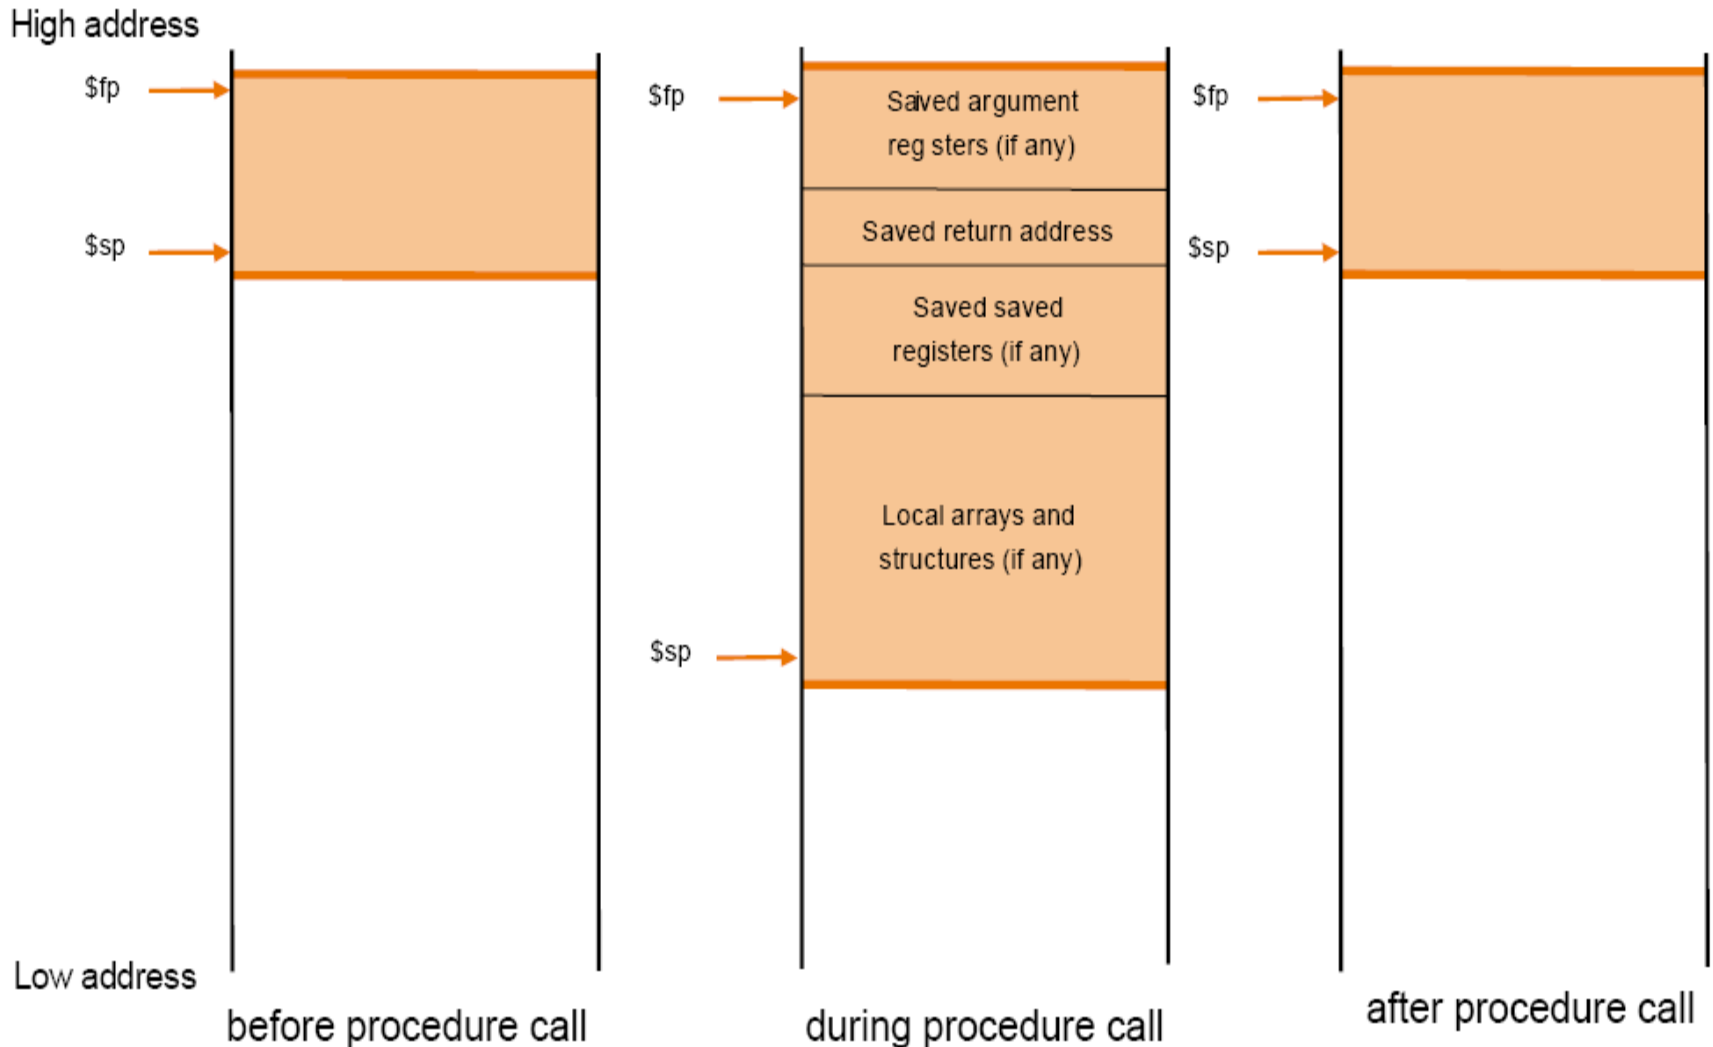 High address
$fp
$sp
$fp
Saived argument
reg sters (if any)
Saved return address
Saved saved
registers (if any)
Local arrays and
structures (if any)
$sp
$fp
$sp
Low address
before procedure call
during procedure call
after procedure call